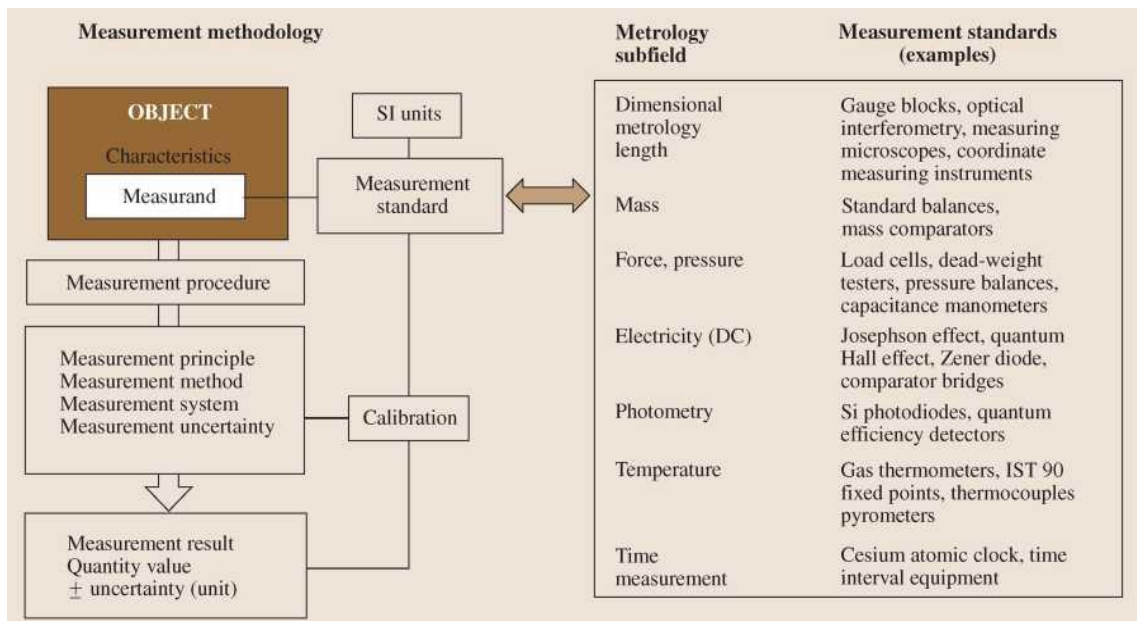 Measurement methodology
OBJECT
Characteristics
Measurand
SI units
Measurement
standard
Measurement procedure
Measurement principle
Measurement method
Measurement system
Measurement uncertainty
Calibration
Measurement result
Quantity value
± uncertainty (unit)
Metrology
subfield
Measurement standards
(examples)
Dimensional
metrology
length
Gauge blocks, optical
interferometry, measuring
microscopes, coordinate
measuring instruments
Mass
Standard balances,
mass comparators
Force, pressure
Load cells, dead-weight
testers, pressure balances,
capacitance manometers
Electricity (DC)
Josephson effect, quantum
Hall effect, Zener diode,
comparator bridges
Photometry
Si photodiodes, quantum
efficiency detectors
Temperature
Gas thermometers, IST 90
fixed points, thermocouples
pyrometers
Time
measurement
Cesium atomic clock, time
interval equipment